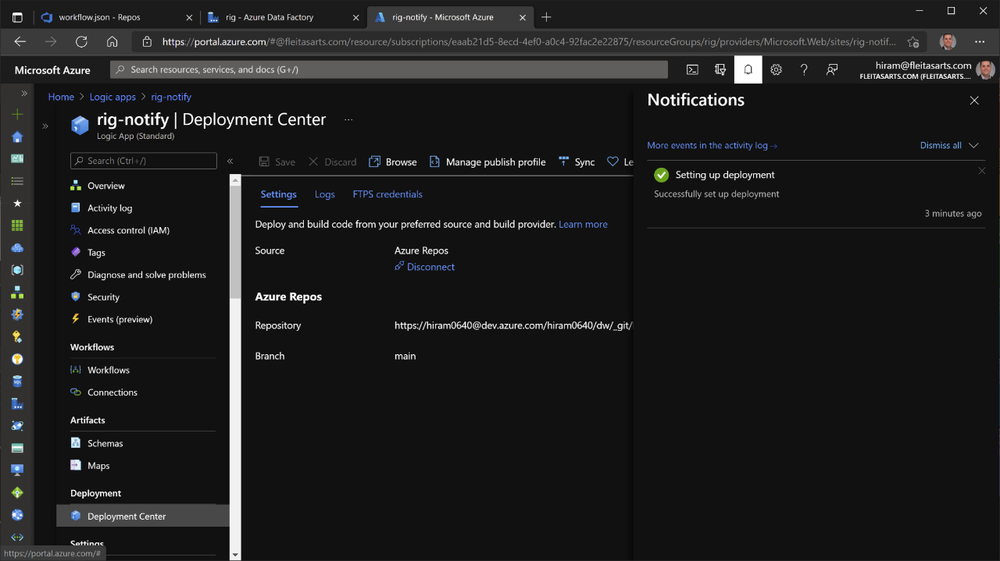 workflow.json - Repos
rig - Azure Data Factory
rig-notify - Microsoft Azure
https://portal.azure.com/#@fleitasarts.com/resource/subscriptions/eaab21d5-8ecd-4ef0-a0c4-92fac2e22875/resourceGroups/rig/providers/Microsoft.Web/sites/rig-notif...
Microsoft Azure
Search resources, services, and docs (G+/)
hiram@fleitasarts.com
FLEITASARTS.COM (FLEITASARTS....
Home > Logic apps > rig-notify
rig-notify | Deployment Center ...
Logic App (Standard)
Search (Ctrl+/)
Overview
Activity log
Access control (IAM)
Tags
Diagnose and solve problems
Security
Events (preview)
Workflows
Workflows
Connections
Artifacts
Schemas
Maps
Deployment
Deployment Center
Settings
https://portal.azure.com/#
Save
Discard
Browse
Manage publish profile
Sync
Le
Settings
Logs
FTPS credentials
Deploy and build code from your preferred source and build provider. Learn more
Source
Azure Repos
Disconnect
Azure Repos
Repository
https://hiram0640@dev.azure.com/hiram0640/dw/_git/
Branch
main
Notifications
More events in the activity log →
Dismiss all
Setting up deployment
Successfully set up deployment
3 minutes ago